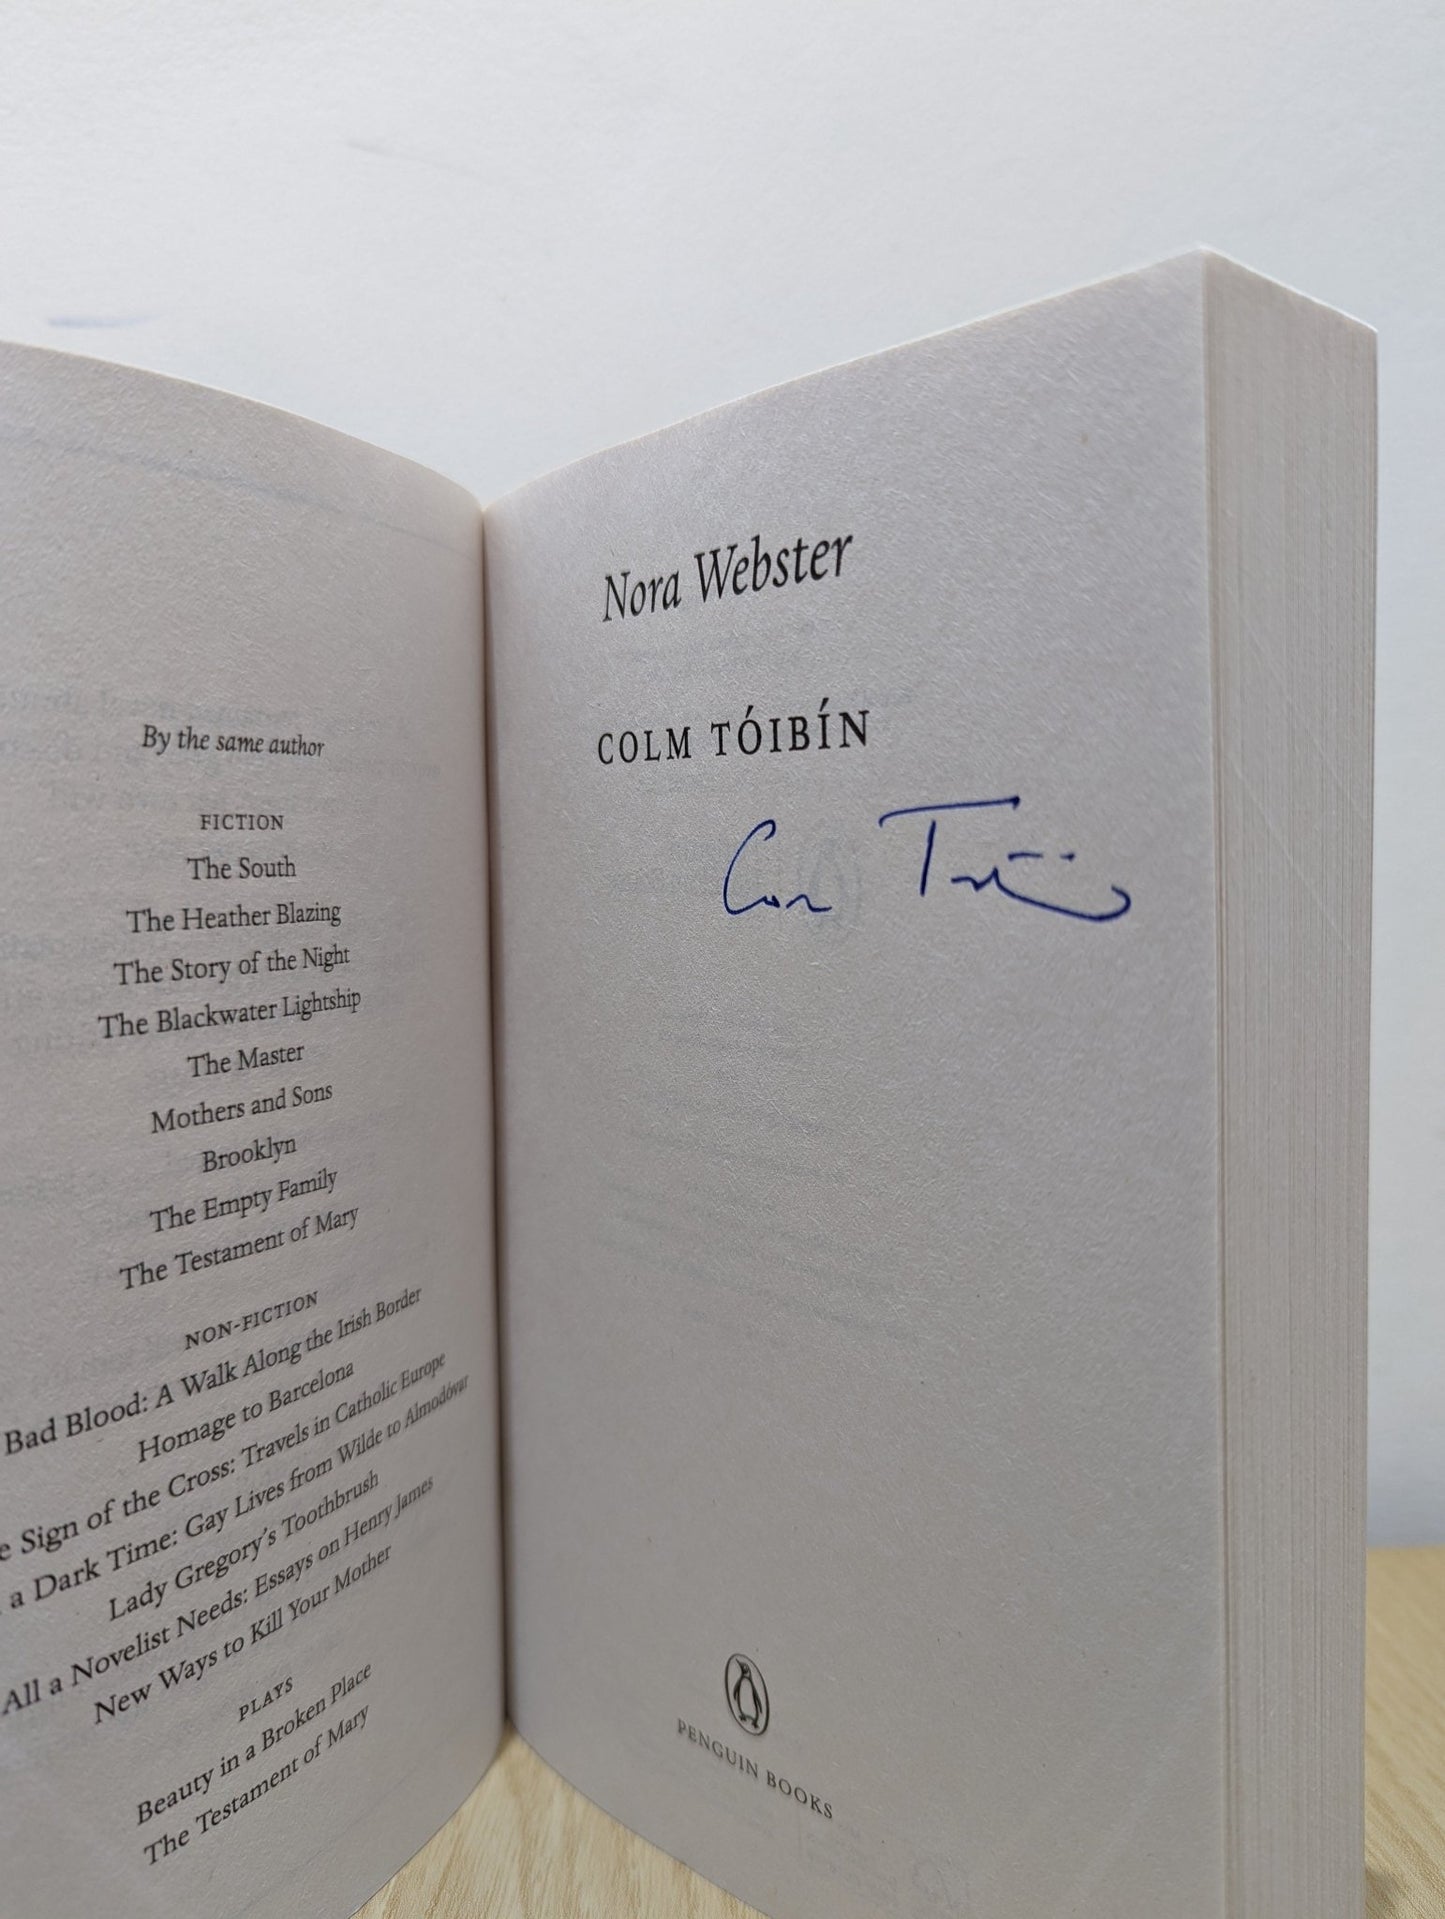 By the same author
FICTION
The South
The Heather Blazing
The Story of the Night
The Blackwater Lightship
The Master
Mothers and Sons
Brooklyn
The Empty Family
The Testament of Mary
NON-FICTION
Bad Blood: A Walk Along the Irish Border
Homage to Barcelona
Sign of the Cross: Travels in Catholic Europe
a Dark Time: Gay Lives from Wilde to Almodóvar
Lady Gregory's Toothbrush
All a Novelist Needs: Essays on Henry James
New Ways to Kill Your Mother
PLAYS
Beauty in a Broken Place
The Testament of Mary
Nora Webster
COLM TÓIBÍN
PENGUIN BOOKS